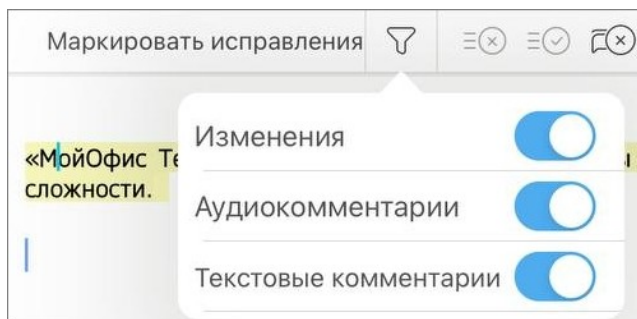 Маркировать исправления
Изменения
«МойОфис Те
сложности.
Аудиокомментарии
Текстовые комментарии